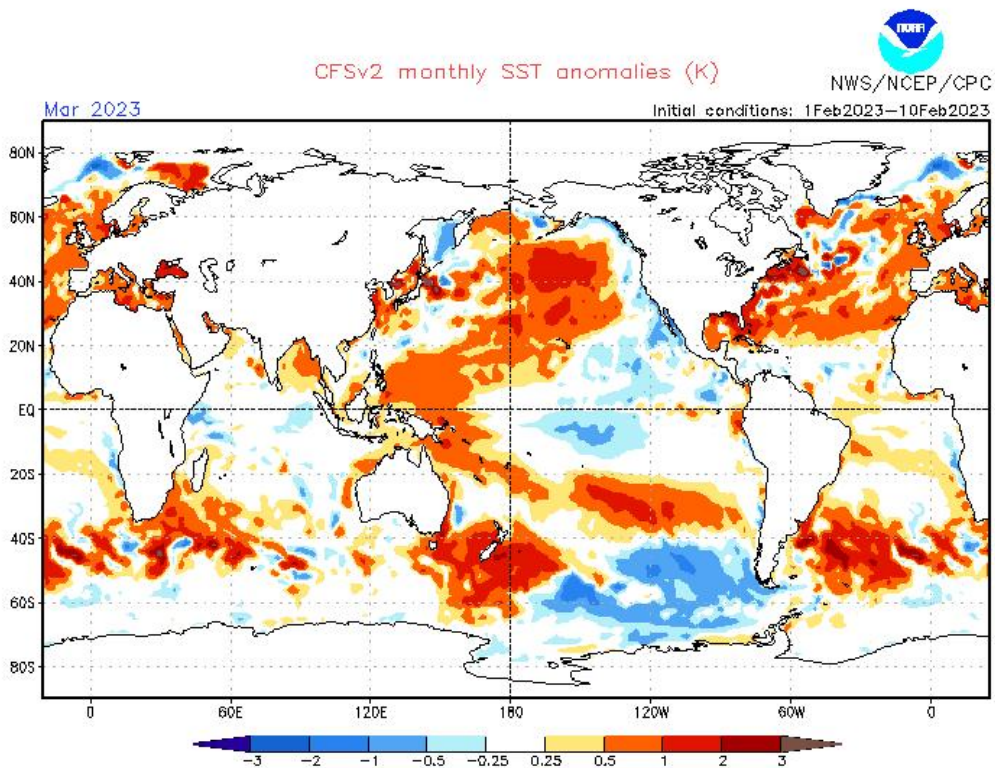 NOAA
CFSv2 monthly SST anomalies (K)
NWS/NCEP/CPC
Mar 2023
Initial conditions: 1Feb2023–10Feb2023
80N
60N
40N
20N
EQ
20S
40S
60S
80S
0 60E 120E 180 120W 60W 0
-3 -2 -1 -0.5 -0.25 0.25 0.5 1 2 3